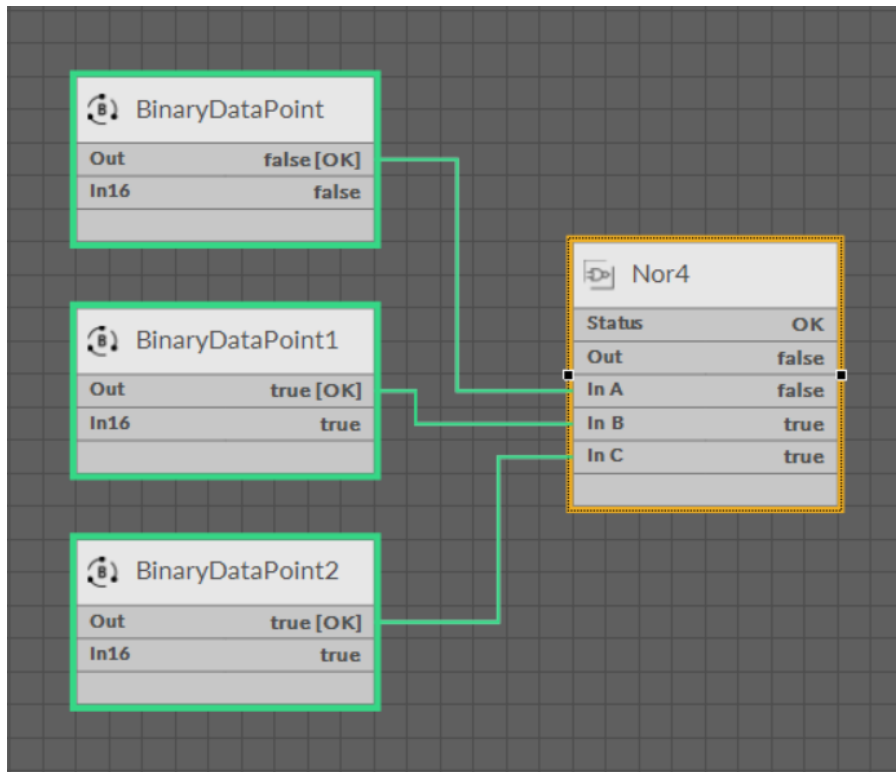 BinaryDataPoint
Out false [OK]
In16 false
BinaryDataPoint1
Out true [OK]
In16 true
BinaryDataPoint2
Out true [OK]
In16 true
Nor4
Status OK
Out false
In A false
In B true
In C true